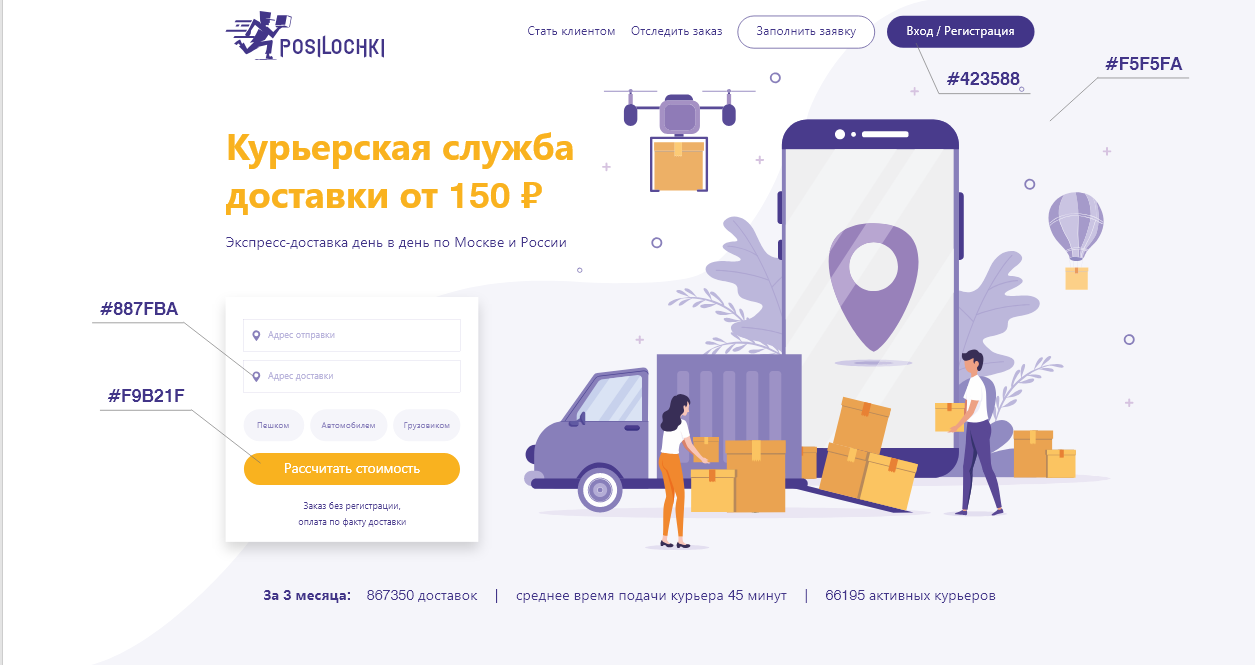 POSILOCHKI
Стать клиентом
Отследить заказ
Заполнить заявку
Вход / Регистрация
#423588
#F5F5FA
Курьерская служба
доставки от 150 ₽
Экспресс-доставка день в день по Москве и России
#887FBA
Адрес отправки
Адрес доставки
#F9B21F
Пешком
Автомобилем
Грузовиком
Рассчитать стоимость
Заказ без регистрации,
оплата по факту доставки
За 3 месяца: 867350 доставок | среднее время подачи курьера 45 минут | 66195 активных курьеров